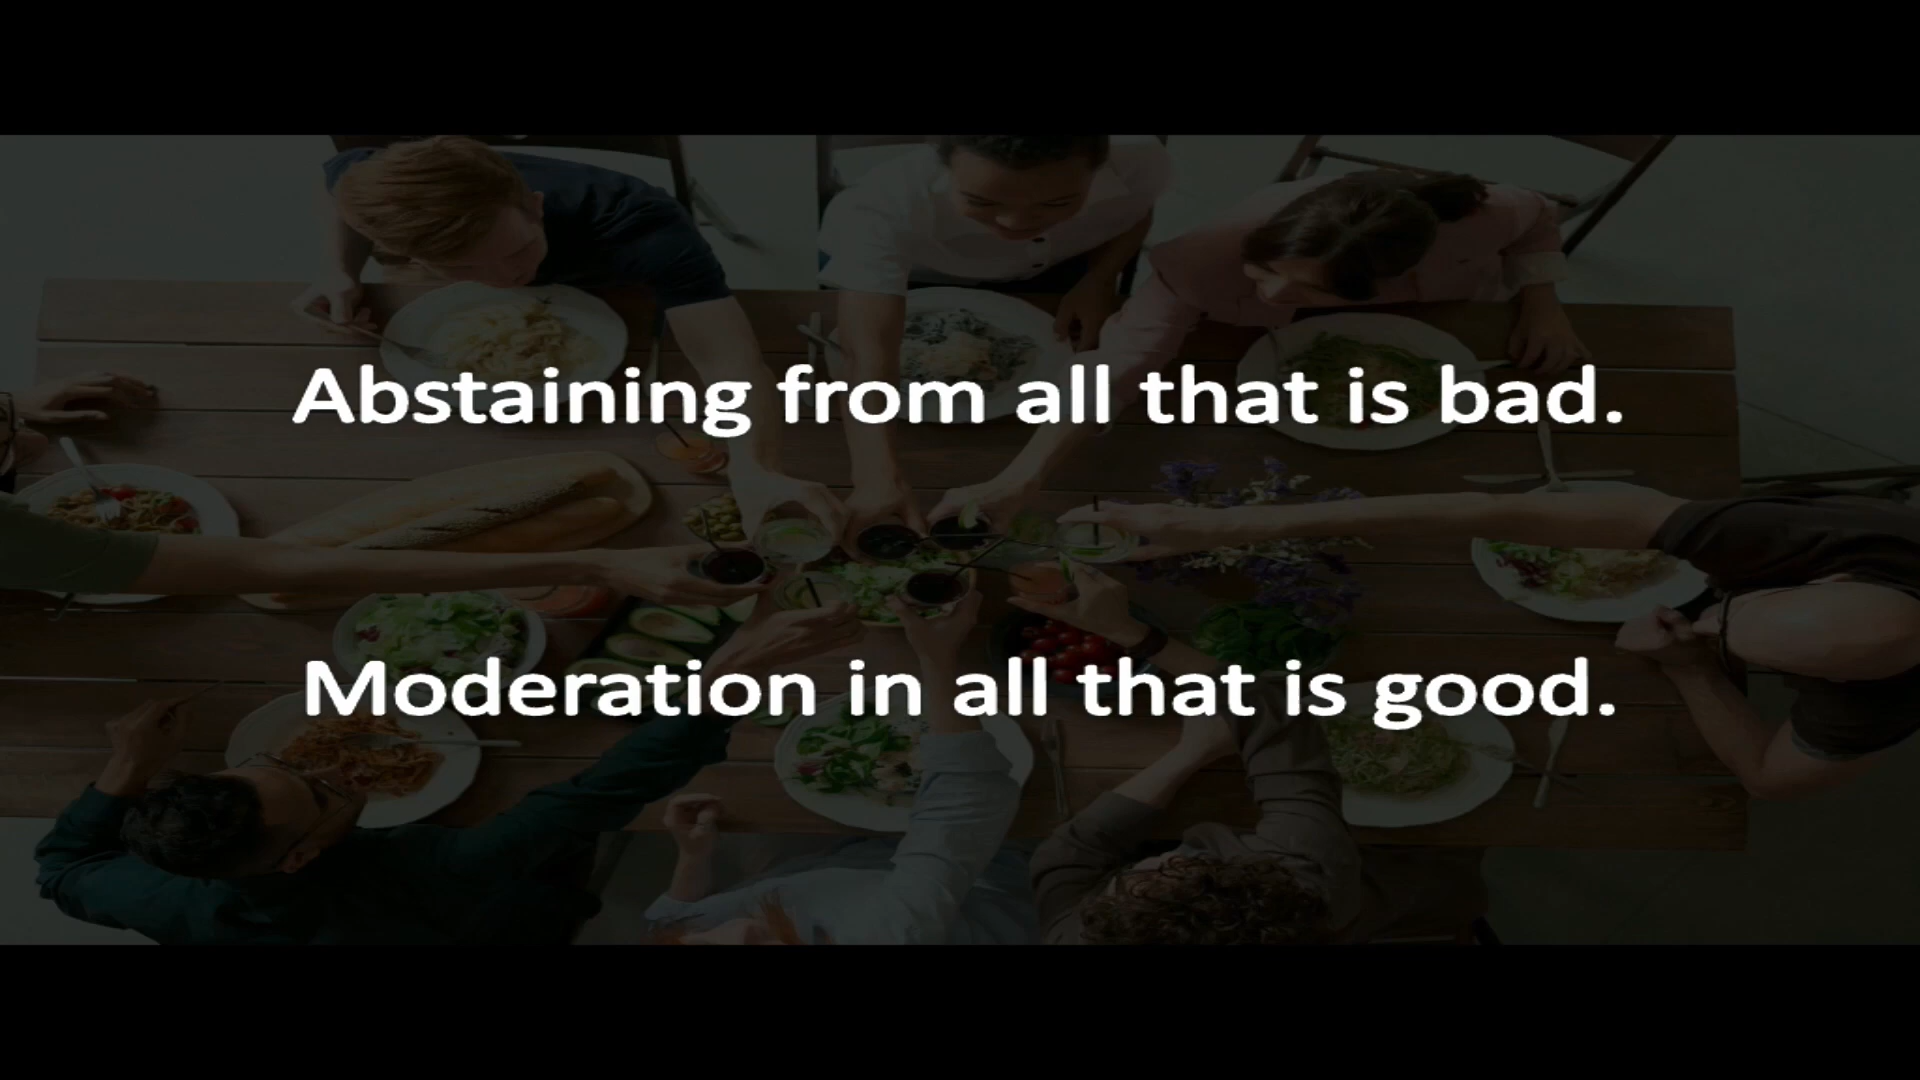 Abstaining from all that is bad.
Moderation in all that is good.